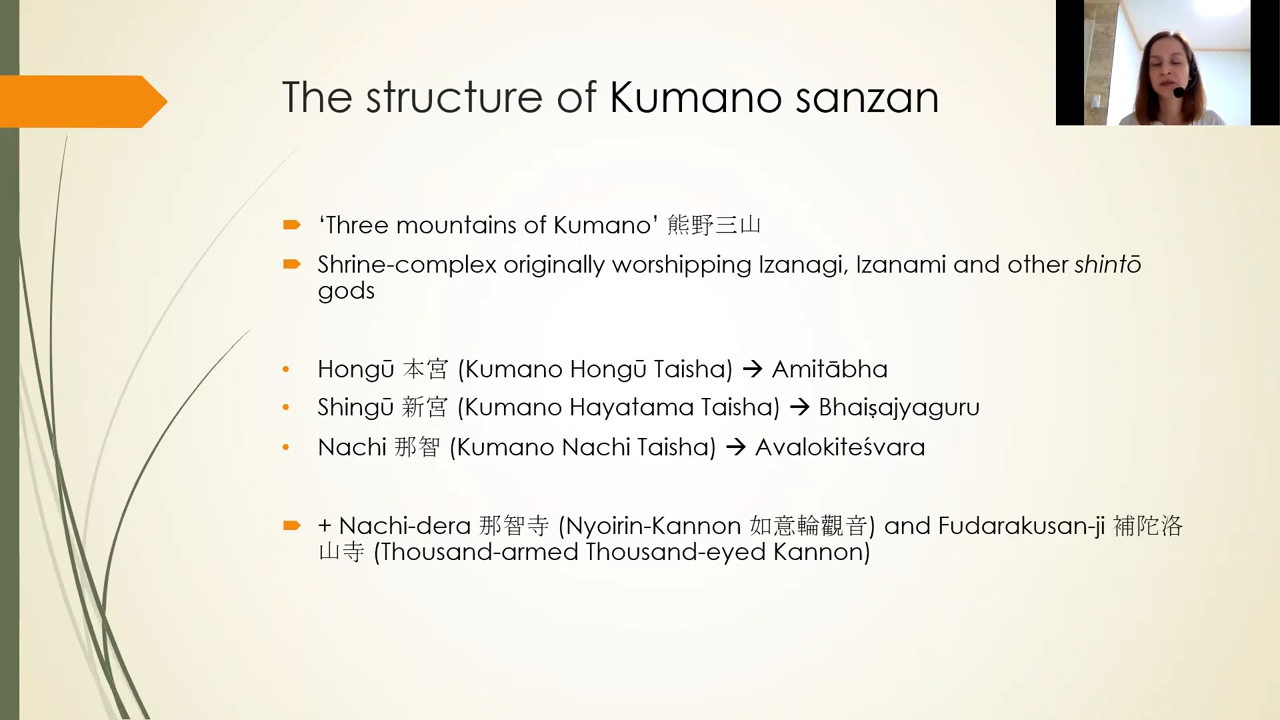 The structure of Kumano sanzan
‘Three mountains of Kumano’ 熊野三山
Shrine-complex originally worshipping Izanagi, Izanami and other shintō
gods
Hongū 本宮 (Kumano Hongū Taisha) → Amitābha
Shingū 新宮 (Kumano Hayatama Taisha) → Bhaiṣajyaguru
Nachi 那智 (Kumano Nachi Taisha) → Avalokiteśvara
+ Nachi-dera 那智寺 (Nyoirin-Kannon 如意輪觀音) and Fudarakusan-ji 補陀洛
山寺 (Thousand-armed Thousand-eyed Kannon)